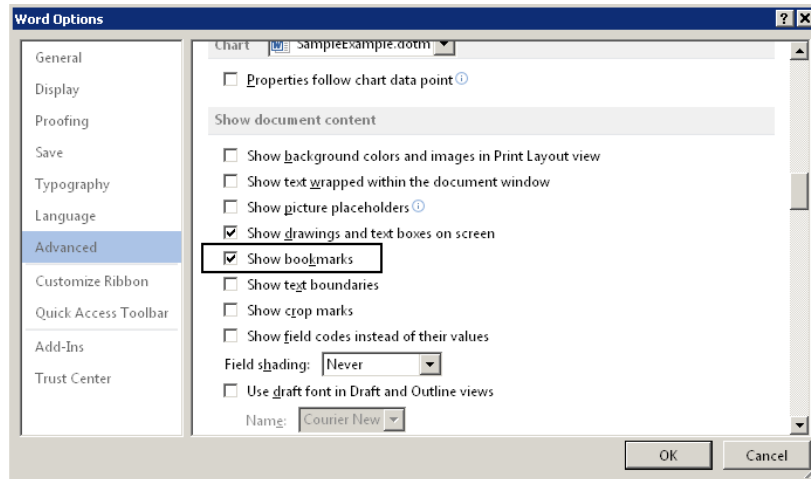 Word Options
General
Display
Proofing
Save
Typography
Language
Advanced
Customize Ribbon
Quick Access Toolbar
Add-Ins
Trust Center
Chart SampleExample.dotm
Properties follow chart data point
Show document content
Show background colors and images in Print Layout view
Show text wrapped within the document window
Show picture placeholders
Show drawings and text boxes on screen
Show bookmarks
Show text boundaries
Show crop marks
Show field codes instead of their values
Field shading: Never
Use draft font in Draft and Outline views
Name: Courier New
OK Cancel